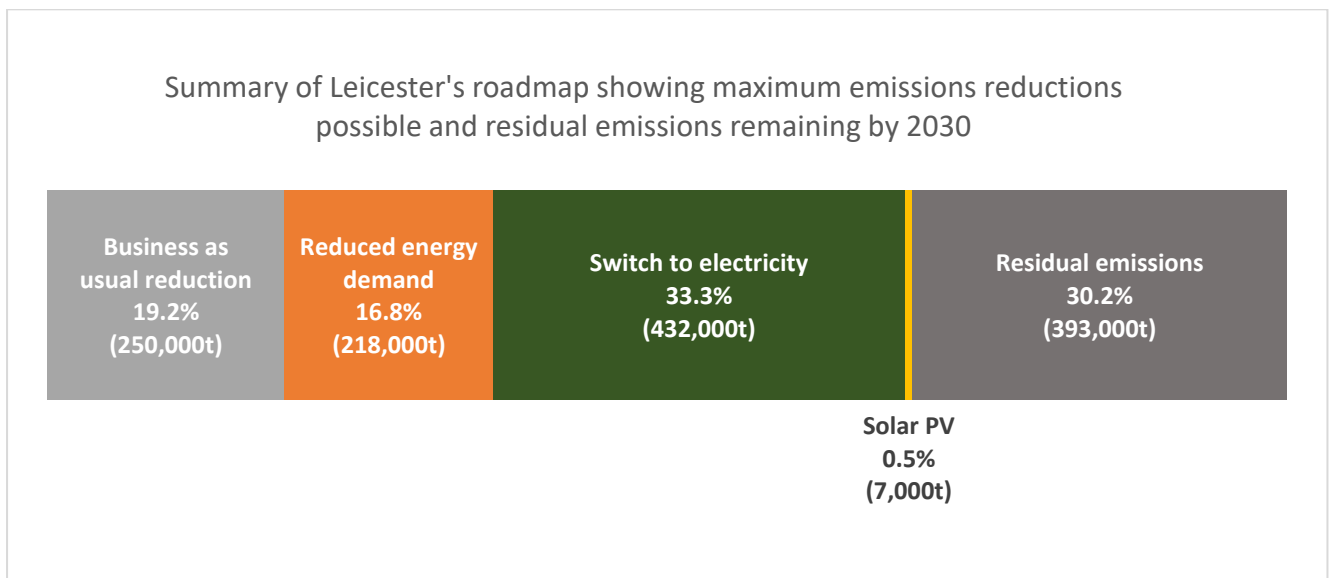 Summary of Leicester's roadmap showing maximum emissions reductions
possible and residual emissions remaining by 2030
Business as
usual reduction
19.2%
(250,000t)
Reduced energy
demand
16.8%
(218,000t)
Switch to electricity
33.3%
(432,000t)
Solar PV
0.5%
(7,000t)
Residual emissions
30.2%
(393,000t)